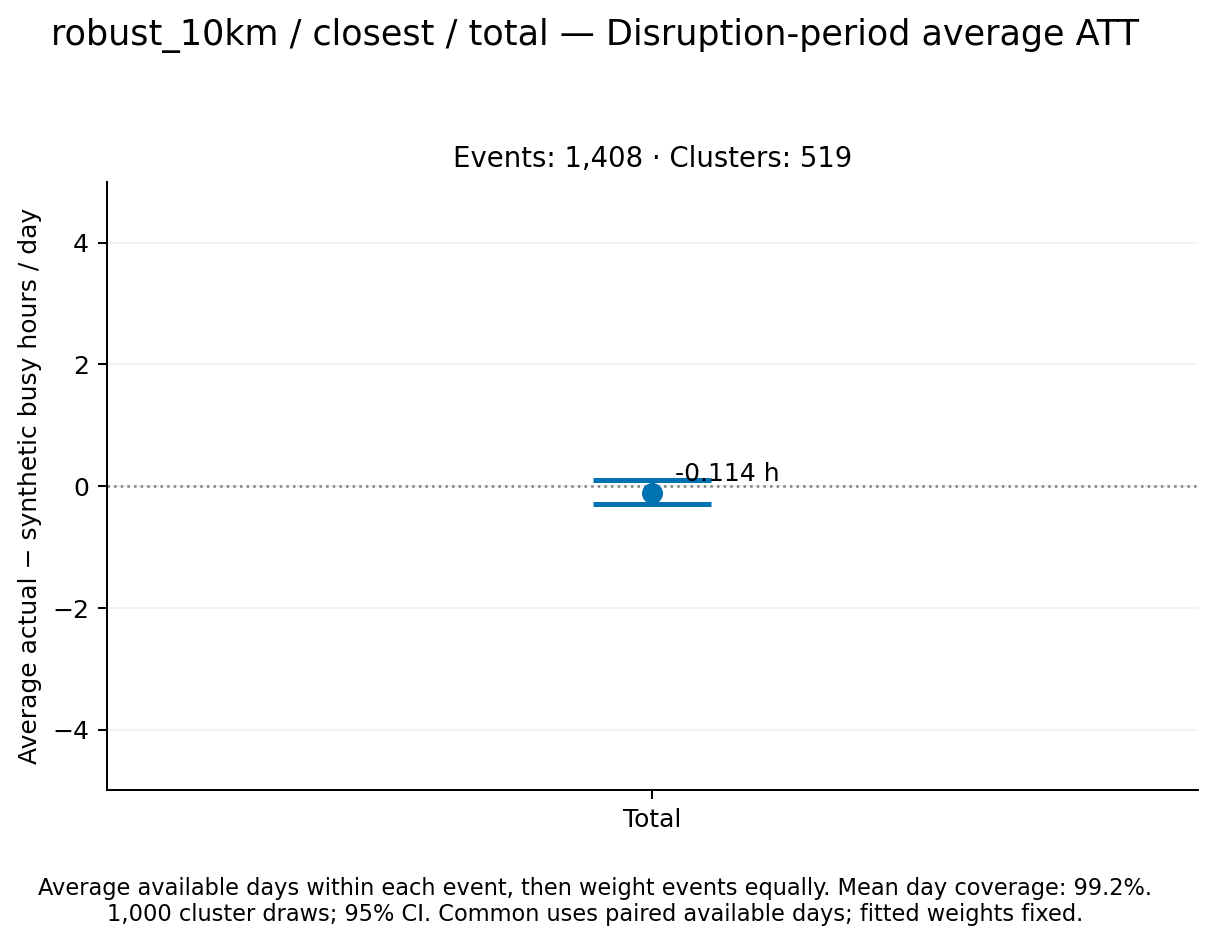 robust_10km / closest / total — Disruption-period average ATT
Events: 1,408 · Clusters: 519
Average actual − synthetic busy hours / day
4
2
0
−2
−4
-0.114 h
Total
Average available days within each event, then weight events equally. Mean day coverage: 99.2%.
1,000 cluster draws; 95% CI. Common uses paired available days; fitted weights fixed.